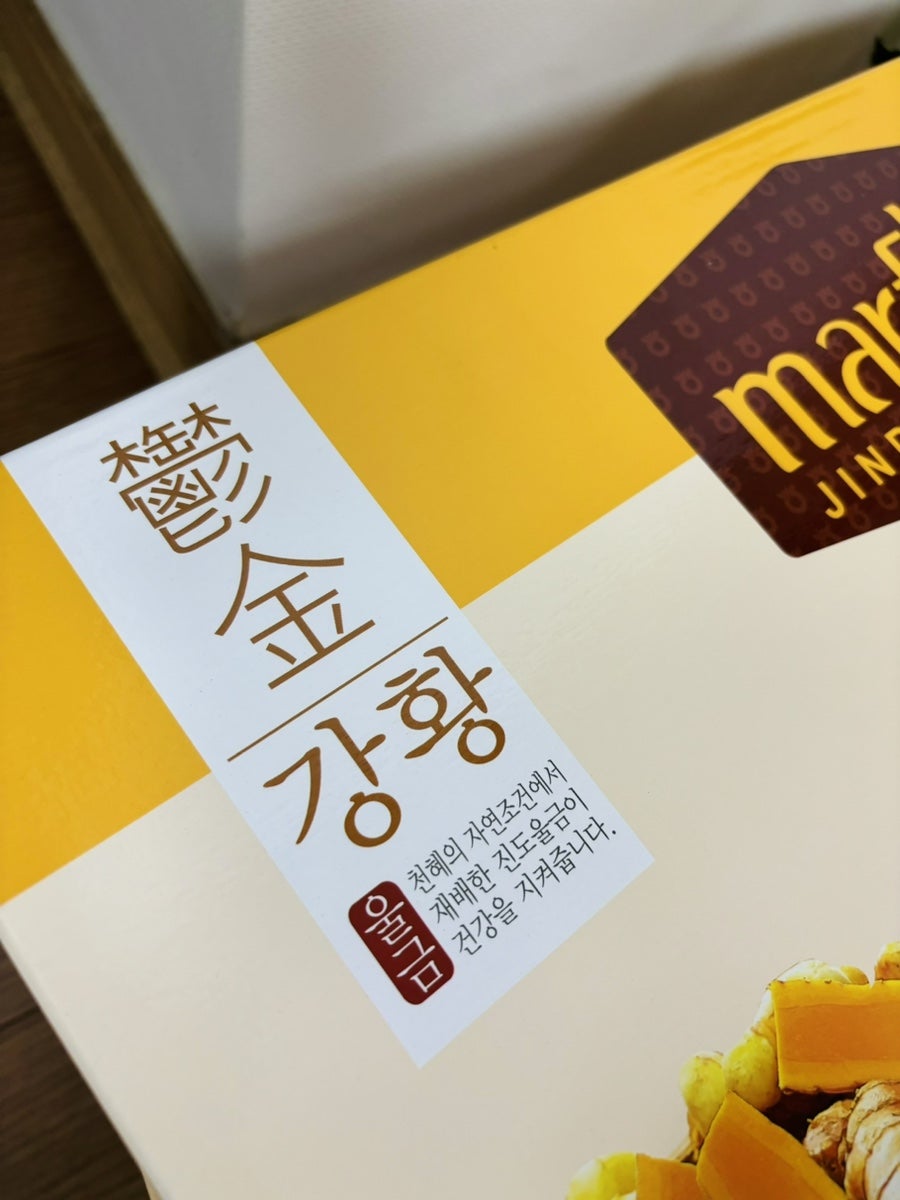 鬱金
강황
울금
천혜의 자연조건에서
재배한 진도울금이
건강을 지켜줍니다.